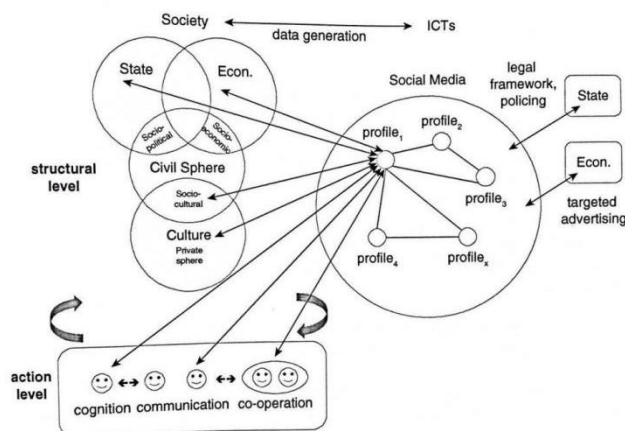 Society
data generation
ICTs
State
Econ.
Social Media
legal
framework,
policing
State
Socio-
political
Socio-
economic
profile1
profile2
structural
level
Civil Sphere
Econ.
Socio-
cultural
profile3
targeted
advertising
Culture
Private
sphere
profile4
profilex
action
level
cognition
communication
co-operation